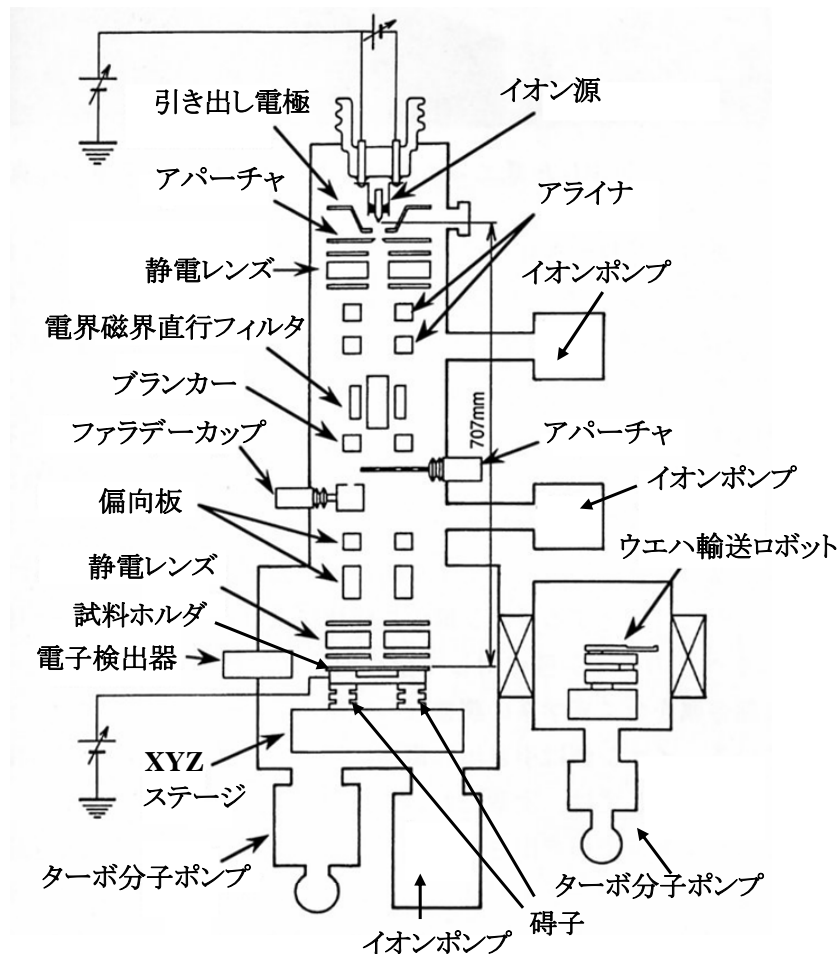 引き出し電極
イオン源
アパーチャ
アライナ
静電レンズ
イオンポンプ
電界磁界直行フィルタ
ブランカー
707mm
ファラデーカップ
アパーチャ
イオンポンプ
偏向板
ウエハ輸送ロボット
静電レンズ
試料ホルダ
電子検出器
XYZ
ステージ
ターボ分子ポンプ
ターボ分子ポンプ
碍子
イオンポンプ